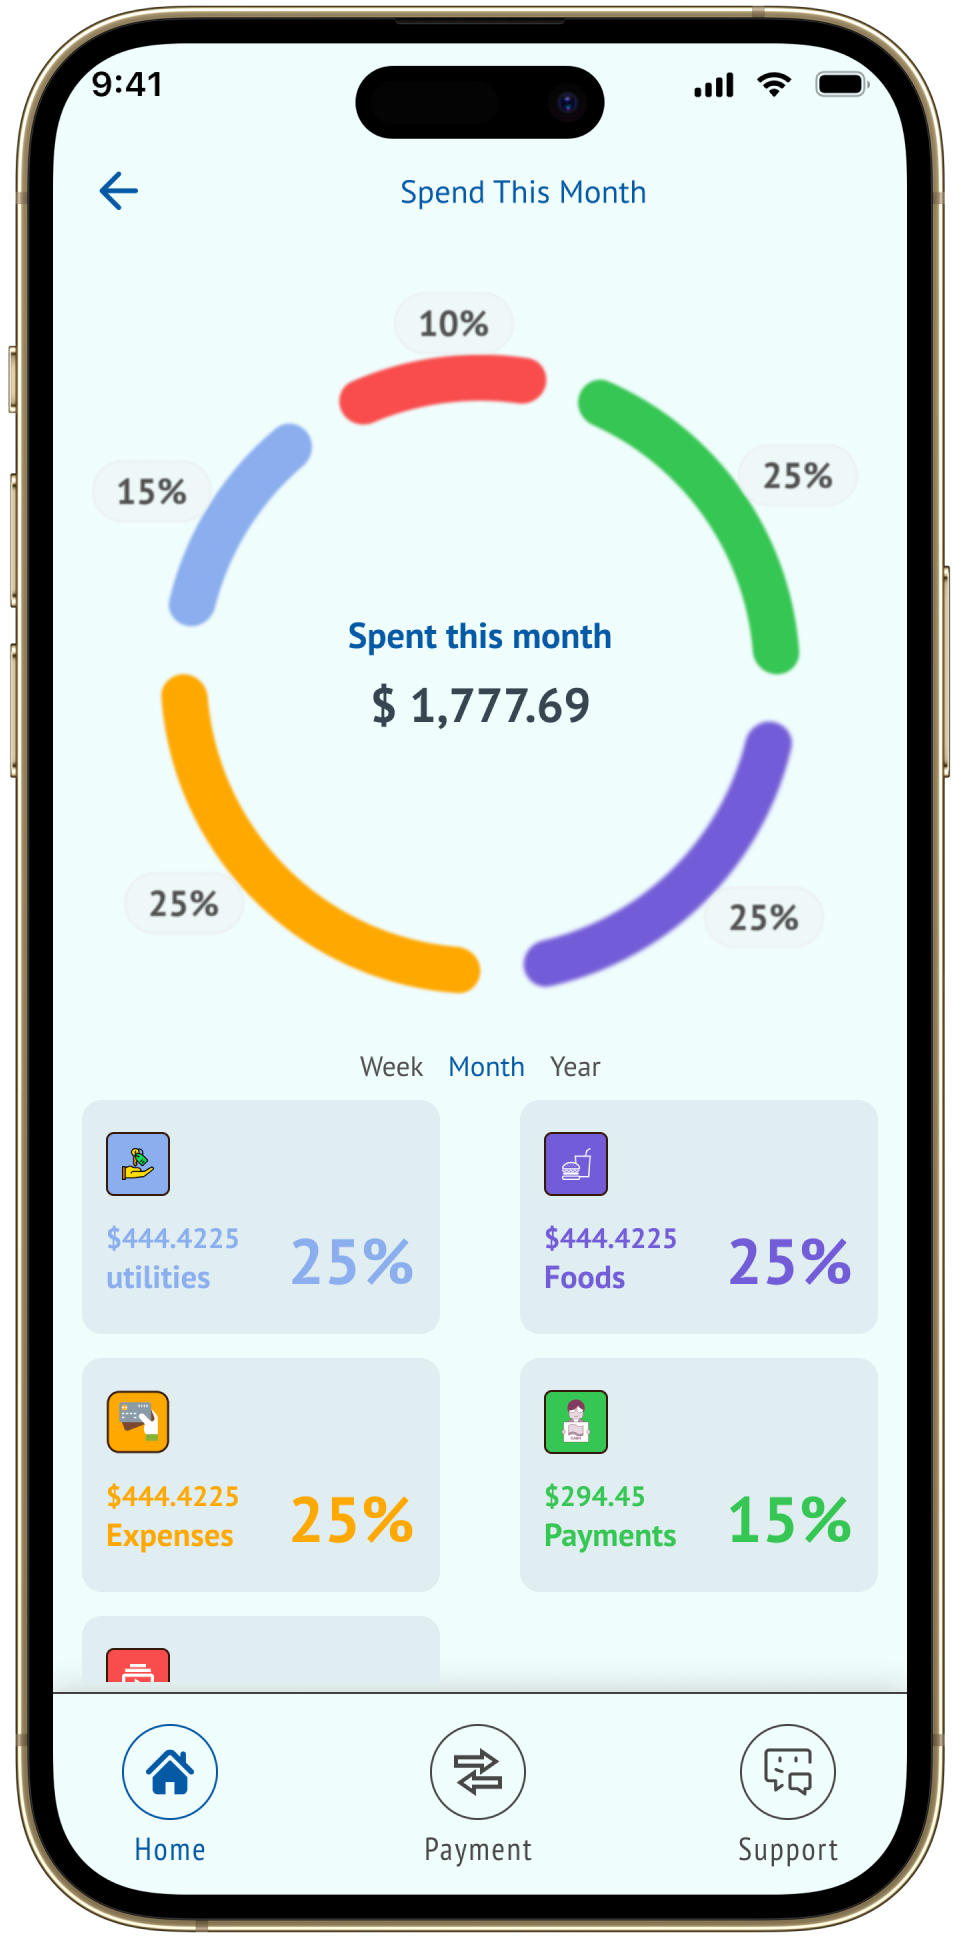 9:41
Spend This Month
10%
25%
15%
Spent this month
$ 1,777.69
25%
25%
Week Month Year
$444.4225
utilities
25%
$444.4225
Foods
25%
$444.4225
Expenses
25%
$294.45
Payments
15%
Home
Payment
Support